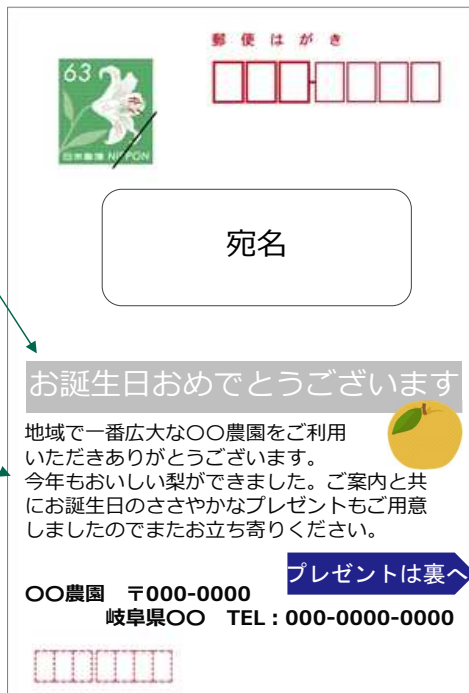 郵便はがき
63
日本郵便 NIPPON
宛名
お誕生日おめでとうございます
地域で一番広大な〇〇農園をご利用
いただきありがとうございます。
今年もおいしい梨ができました。ご案内と共
にお誕生日のささやかなプレゼントもご用意
しましたのでまたお立ち寄りください。
プレゼントは裏へ
〇〇農園　〒000-0000
岐阜県〇〇　TEL：000-0000-0000